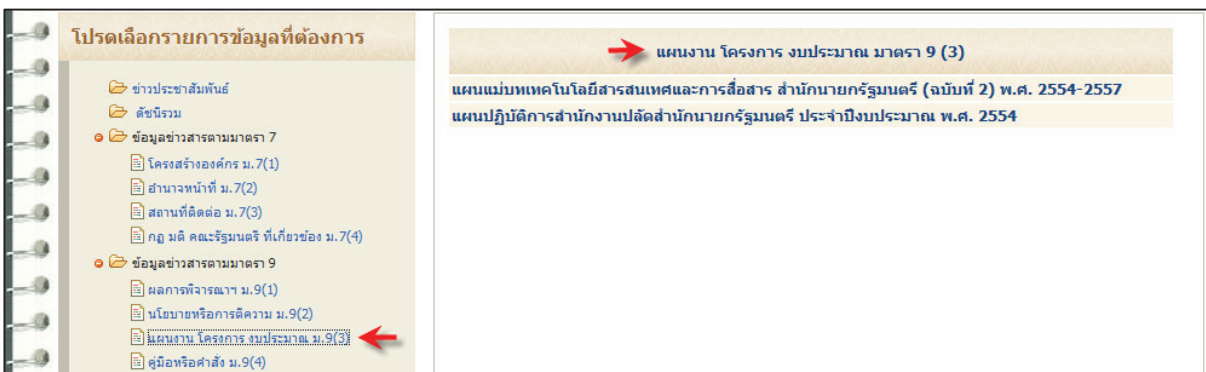 โปรดเลือกรายการข้อมูลที่ต้องการ
ข่าวประชาสัมพันธ์
ดัชนีรวม
ข้อมูลข่าวสารตามมาตรา 7
โครงสร้างองค์กร ม.7(1)
อำนาจหน้าที่ ม.7(2)
สถานที่ติดต่อ ม.7(3)
กฏ มติ คณะรัฐมนตรี ที่เกี่ยวข้อง ม.7(4)
ข้อมูลข่าวสารตามมาตรา 9
ผลการพิจารณาฯ ม.9(1)
นโยบายหรือการตีความ ม.9(2)
แผนงาน โครงการ งบประมาณ ม.9(3)
คู่มือหรือคำสั่ง ม.9(4)
แผนงาน โครงการ งบประมาณ มาตรา 9 (3)
แผนแม่บทเทคโนโลยีสารสนเทศและการสื่อสาร สำนักนายกรัฐมนตรี (ฉบับที่ 2) พ.ศ. 2554-2557
แผนปฏิบัติการสำนักงานปลัดสำนักนายกรัฐมนตรี ประจำปีงบประมาณ พ.ศ. 2554